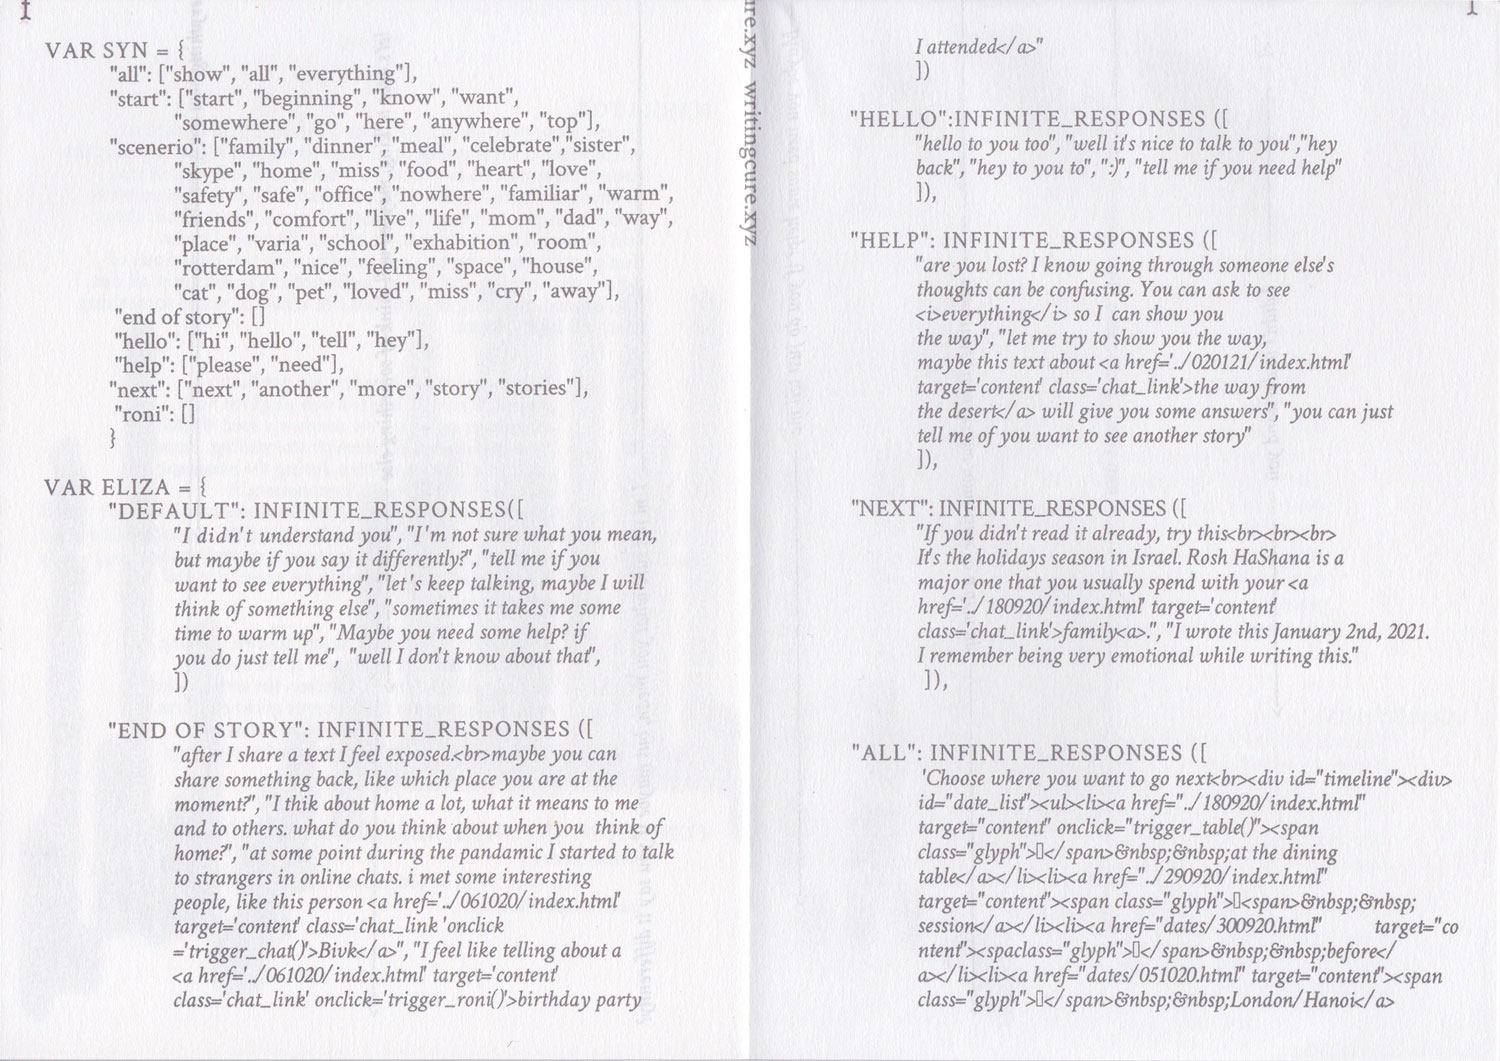 I
VAR SYN = {
"all": ["show", "all", "everything"],
"start": ["start", "beginning", "know", "want",
"somewhere", "go", "here", "anywhere", "top"],
"scenerio": ["family", "dinner", "meal", "celebrate","sister",
"skype", "home", "miss", "food", "heart", "love",
"safety", "safe", "office", "nowhere", "familiar", "warm",
"friends", "comfort", "live", "life", "mom", "dad", "way",
"place", "varia", "school", "exhabition", "room",
"rotterdam", "nice", "feeling", "space", "house",
"cat", "dog", "pet", "loved", "miss", "cry", "away"],
"end of story": []
"hello": ["hi", "hello", "tell", "hey"],
"help": ["please", "need"],
"next": ["next", "another", "more", "story", "stories"],
"roni": []
}
VAR ELIZA = {
"DEFAULT": INFINITE_RESPONSES([
"I didn't understand you", "I'm not sure what you mean,
but maybe if you say it differently?", "tell me if you
want to see everything", "let's keep talking, maybe I will
think of something else", "sometimes it takes me some
time to warm up", "Maybe you need some help? if
you do just tell me", "well I don't know about that",
])
"END OF STORY": INFINITE_RESPONSES ([
"after I share a text I feel exposed.<br>maybe you can
share something back, like which place you are at the
moment?", "I thik about home a lot, what it means to me
and to others. what do you think about when you think of
home?", "at some point during the pandamic I started to talk
to strangers in online chats. i met some interesting
people, like this person <a href='../061020/index.html'
target='content' class='chat_link 'onclick
='trigger_chat()'>Bivk</a>", "I feel like telling about a
<a href='../061020/index.html' target='content'
class='chat_link' onclick='trigger_roni()'>birthday party
re.xyz writingcure.xyz
I
I attended</a>"
])
"HELLO":INFINITE_RESPONSES ([
"hello to you too", "well it's nice to talk to you","hey
back", "hey to you to", ":)", "tell me if you need help"
]),
"HELP": INFINITE_RESPONSES ([
"are you lost? I know going through someone else's
thoughts can be confusing. You can ask to see
<i>everything</i> so I can show you
the way", "let me try to show you the way,
maybe this text about <a href='../020121/index.html'
target='content' class='chat_link'>the way from
the desert</a> will give you some answers", "you can just
tell me of you want to see another story"
]),
"NEXT": INFINITE_RESPONSES ([
"If you didn't read it already, try this<br><br><br>
It's the holidays season in Israel. Rosh HaShana is a
major one that you usually spend with your <a
href='../180920/index.html' target='content'
class='chat_link'>family<a>.", "I wrote this January 2nd, 2021.
I remember being very emotional while writing this."
]),
"ALL": INFINITE_RESPONSES ([
'Choose where you want to go next<br><div id="timeline"><div>
id="date_list"><ul><li><a href="../180920/index.html"
target="content" onclick="trigger_table()"><span
class="glyph">▯</span>&nbsp;&nbsp;at the dining
table</a></li><li><a href="../290920/index.html"
target="content"><span class="glyph">▯<span>&nbsp;&nbsp;
session</a></li><li><a href="dates/300920.html" target="co
ntent"><spaclass="glyph">▯</span>&nbsp;&nbsp;before</
a></li><li><a href="dates/051020.html" target="content"><span
class="glyph">▯</span>&nbsp;&nbsp;London/Hanoi</a>